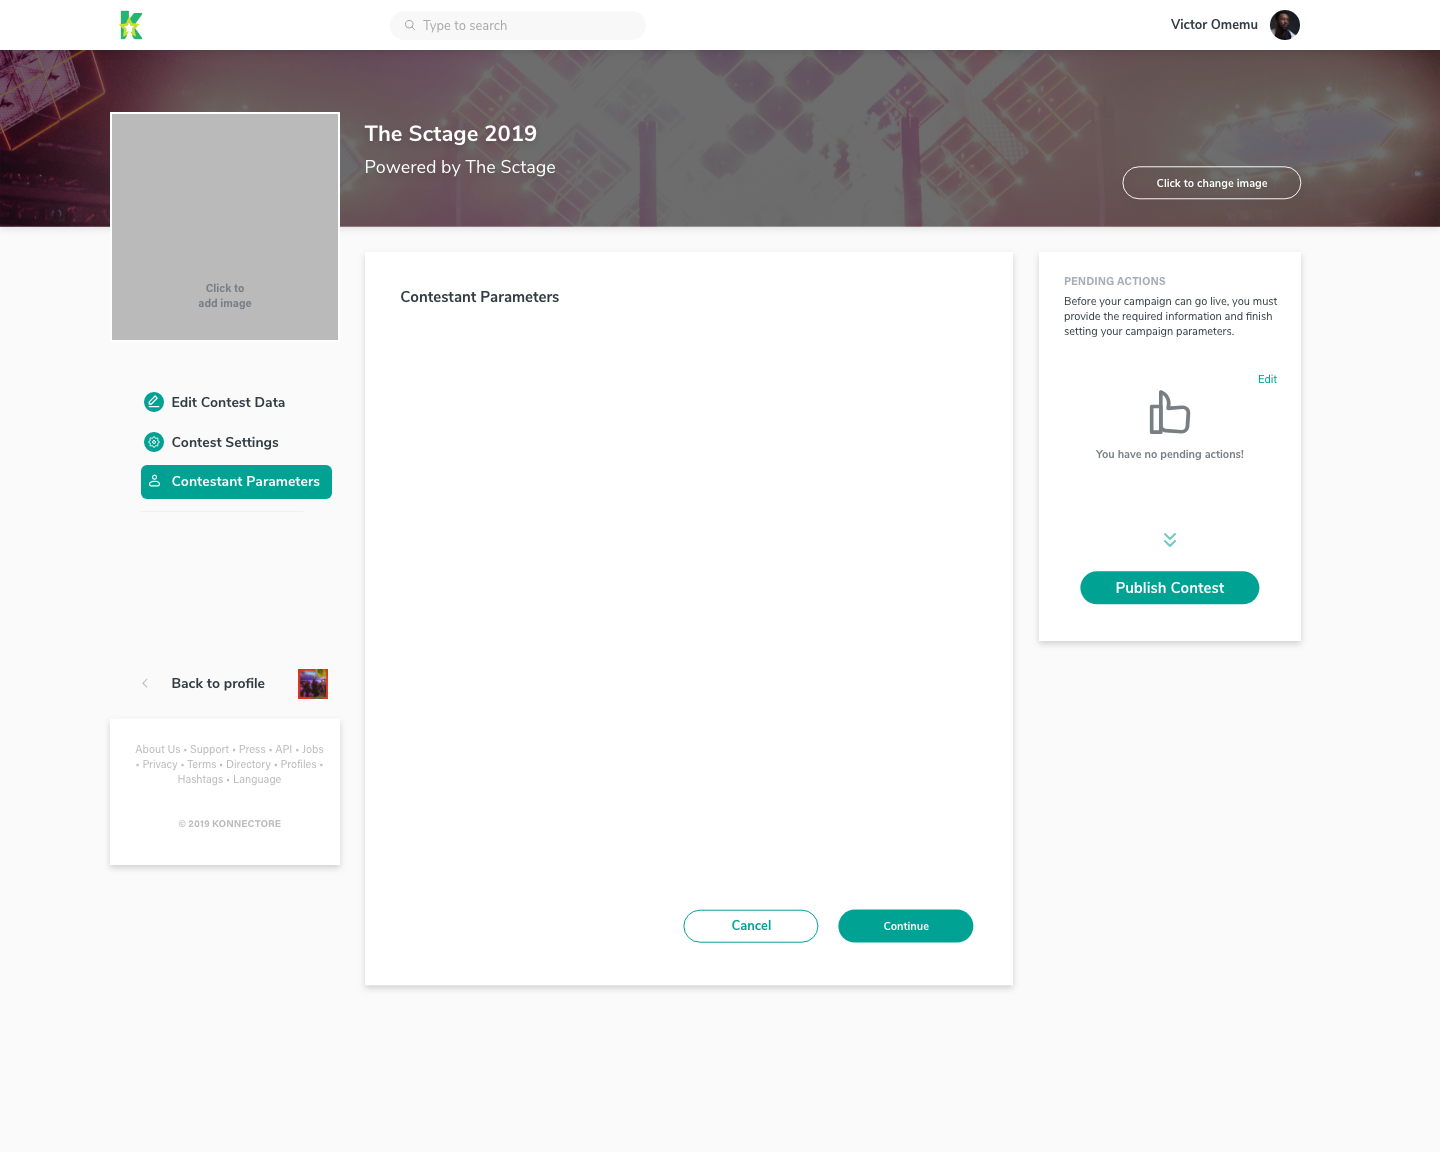 Type to search
Victor Omemu
The Sctage 2019
Powered by The Sctage
Click to change image
Click to
add image
Edit Contest Data
Contest Settings
Contestant Parameters
Back to profile
About Us • Support • Press • API • Jobs
• Privacy • Terms • Directory • Profiles •
Hashtags • Language
© 2019 KONNECTORE
Contestant Parameters
Cancel
Continue
PENDING ACTIONS
Before your campaign can go live, you must
provide the required information and finish
setting your campaign parameters.
Edit
You have no pending actions!
Publish Contest